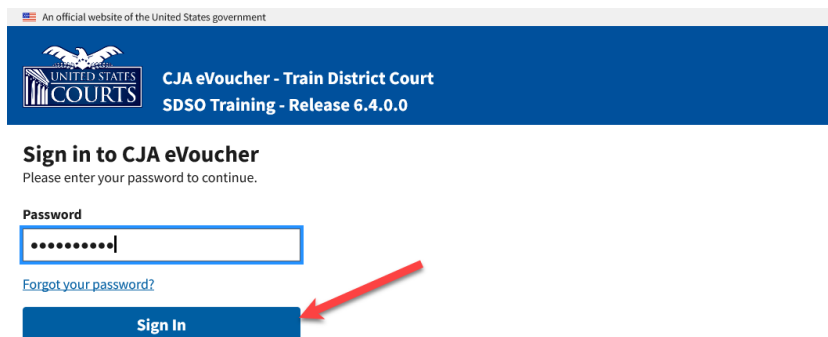 An official website of the United States government
UNITED STATES
COURTS
CJA eVoucher - Train District Court
SDSO Training - Release 6.4.0.0
Sign in to CJA eVoucher
Please enter your password to continue.
Password
••••••••••
Forgot your password?
Sign In